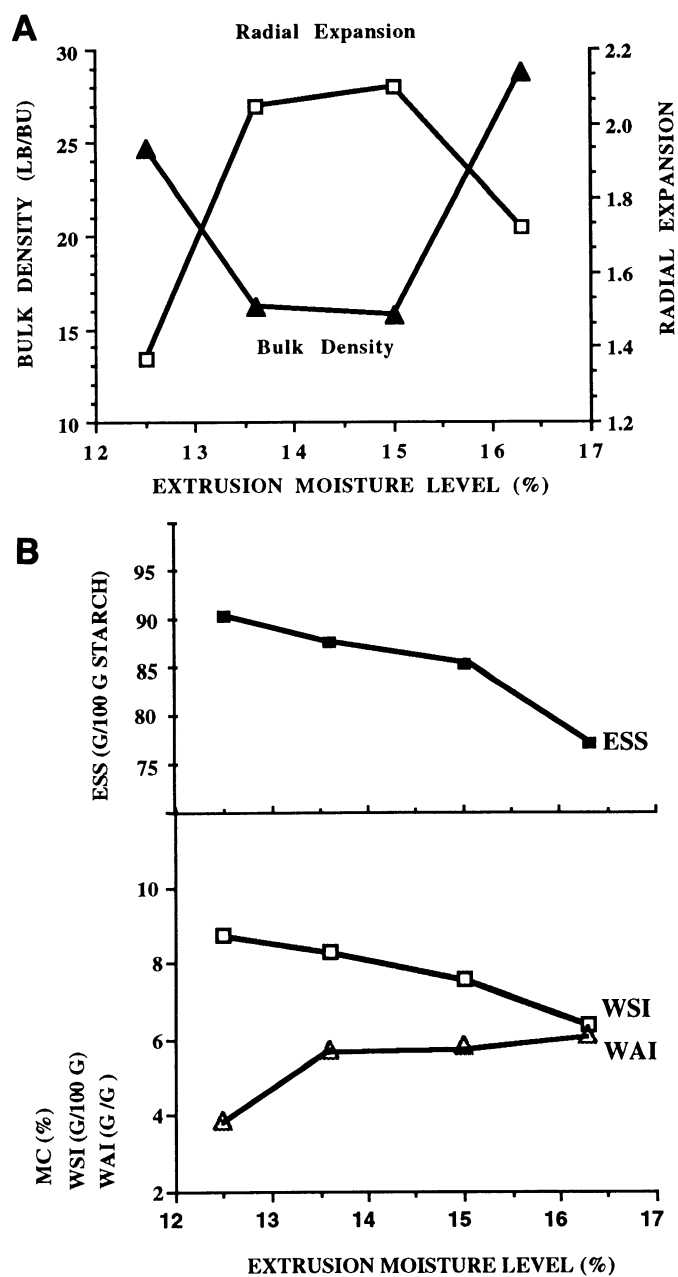 A
Radial Expansion
30
25
20
15
10
BULK DENSITY (LB/BU)
2.2
2.0
1.8
1.6
1.4
1.2
RADIAL EXPANSION
Bulk Density
12 13 14 15 16 17
EXTRUSION MOISTURE LEVEL (%)
B
95
90
85
80
75
ESS (G/100 G STARCH)
ESS
10
8
6
4
2
MC (%)
WSI (G/100 G)
WAI (G /G )
WSI
WAI
12 13 14 15 16 17
EXTRUSION MOISTURE LEVEL (%)